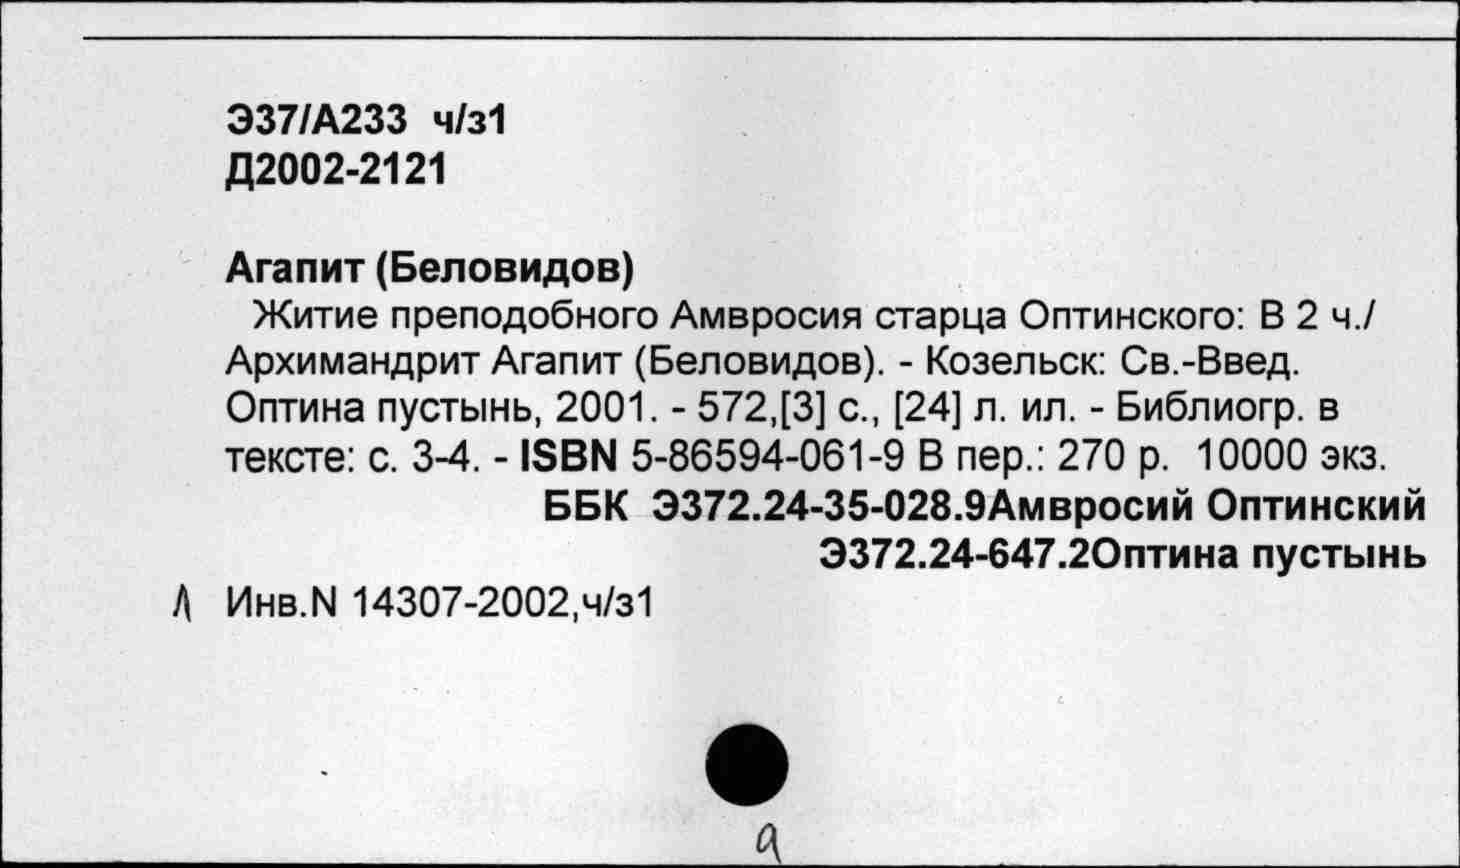 Э37/А233 ч/з1
Д2002-2121
Агапит (Беловидов)
Житие преподобного Амвросия старца Оптинского: В 2 ч./
Архимандрит Агапит (Беловидов). - Козельск: Св.-Введ.
Оптина пустынь, 2001. - 572,[3] с., [24] л. ил. - Библиогр. в
тексте: с. 3-4. - ISBN 5-86594-061-9 В пер.: 270 р. 10000 экз.
ББК Э372.24-35-028.9Амвросий Оптинский
Э372.24-647.2Оптина пустынь
Л Инв.N 14307-2002,ч/з1